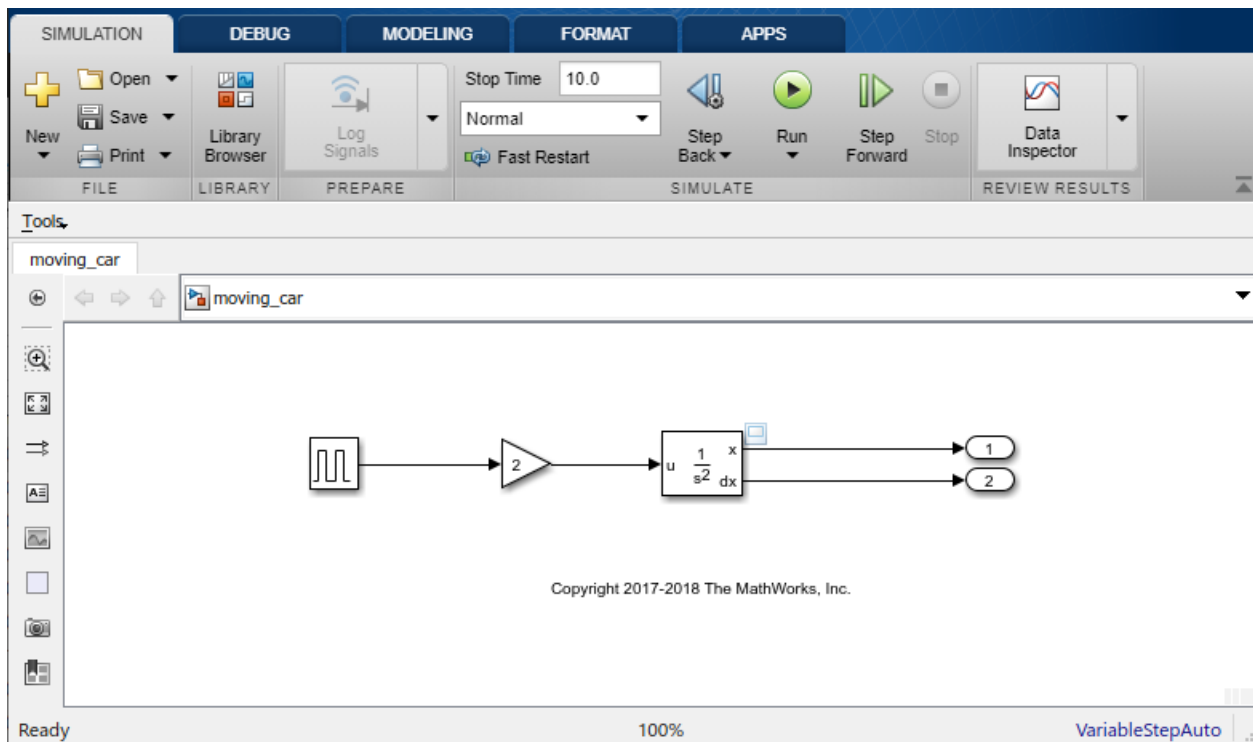 SIMULATION DEBUG MODELING FORMAT APPS
New
Open
Save
Print
FILE
Library
Browser
LIBRARY
Log
Signals
PREPARE
Stop Time 10.0
Normal
Fast Restart
Step
Back
Run
Step
Forward
Stop
SIMULATE
Data
Inspector
REVIEW RESULTS
Tools
moving_car
moving_car
2
u
1
s2
x
dx
1
2
Copyright 2017-2018 The MathWorks, Inc.
Ready 100% VariableStepAuto